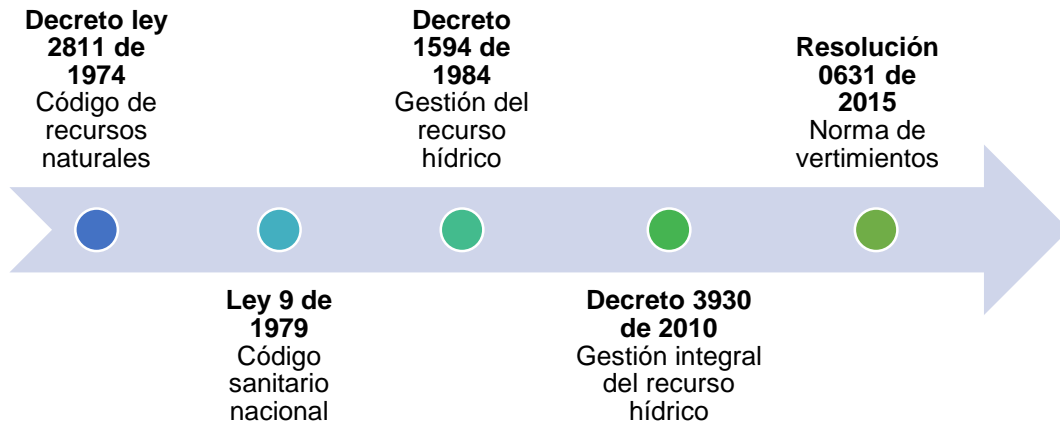 Decreto ley
2811 de
1974
Código de
recursos
naturales
Ley 9 de
1979
Código
sanitario
nacional
Decreto
1594 de
1984
Gestión del
recurso
hídrico
Decreto 3930
de 2010
Gestión integral
del recurso
hídrico
Resolución
0631 de
2015
Norma de
vertimientos